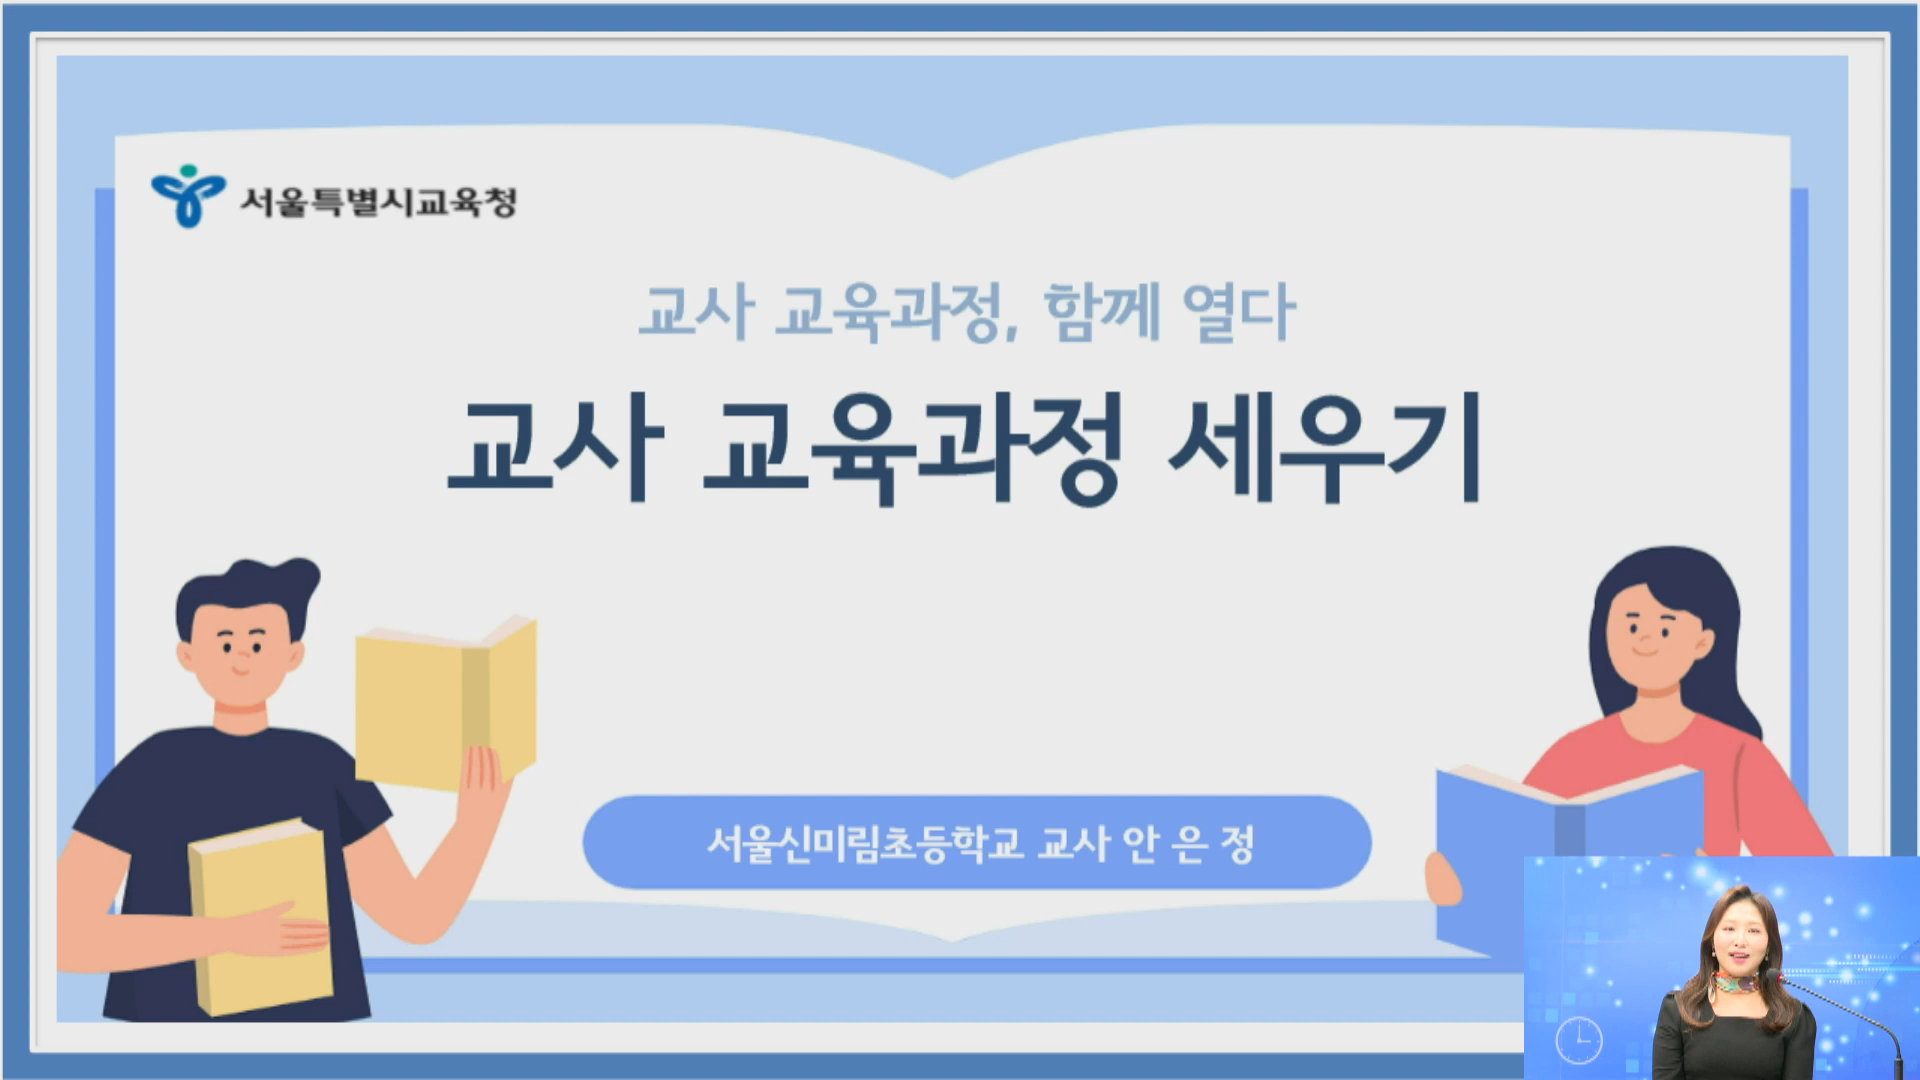 서울특별시교육청
교사 교육과정, 함께 열다
교사 교육과정 세우기
서울신미림초등학교 교사 안 은 정